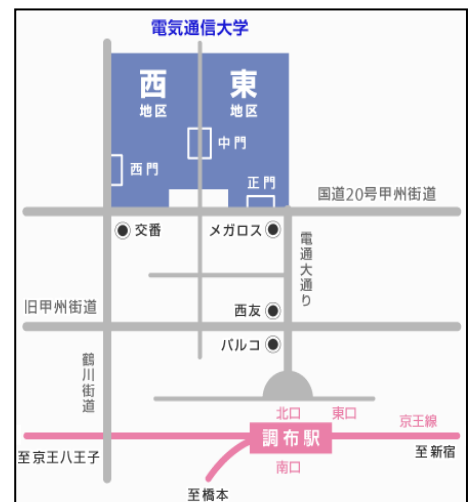 電気通信大学
西
地区
東
地区
中門
西門
正門
国道20号甲州街道
交番
メガロス
電通大通り
旧甲州街道
西友
パルコ
鶴川街道
北口
東口
京王線
調布駅
至京王八王子
至新宿
南口
至橋本